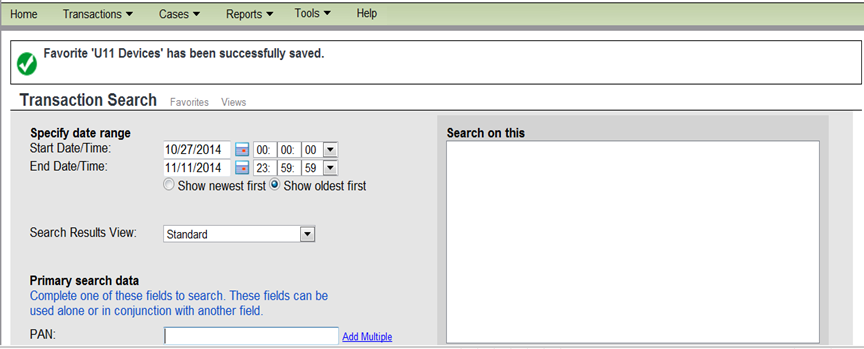 Home Transactions Cases Reports Tools Help
Favorite 'U11 Devices' has been successfully saved.
Transaction Search Favorites Views
Specify date range
Start Date/Time: 10/27/2014 00: 00: 00
End Date/Time: 11/11/2014 23: 59: 59
Show newest first Show oldest first
Search Results View: Standard
Primary search data
Complete one of these fields to search. These fields can be
used alone or in conjunction with another field.
PAN: Add Multiple
Search on this